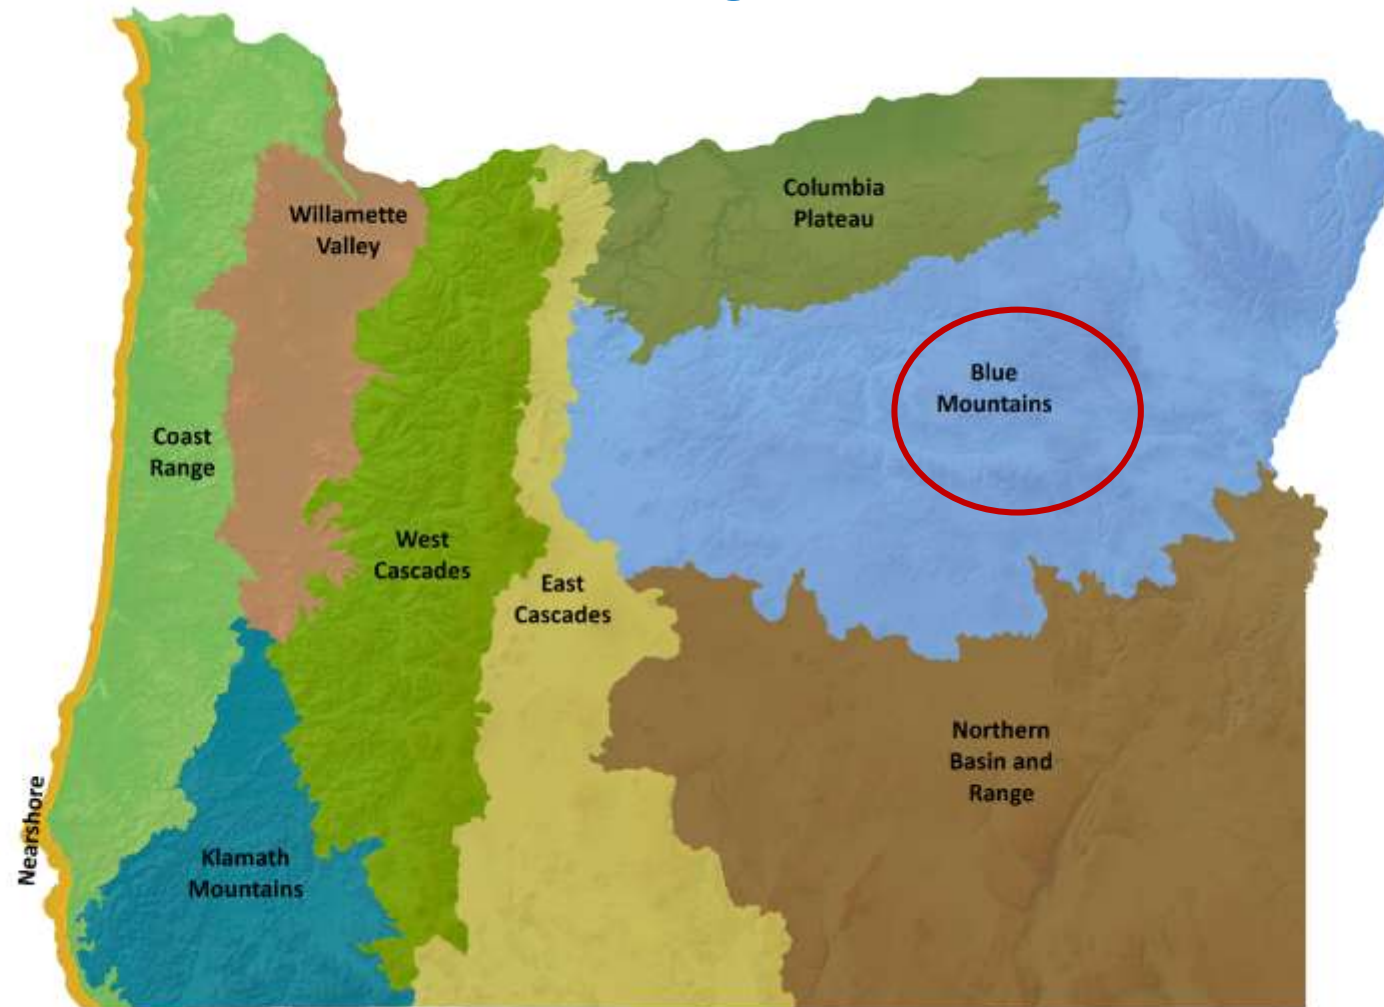 Willamette
Valley
Columbia
Plateau
Blue
Mountains
Coast
Range
West
Cascades
East
Cascades
Northern
Basin and
Range
Nearshore
Klamath
Mountains